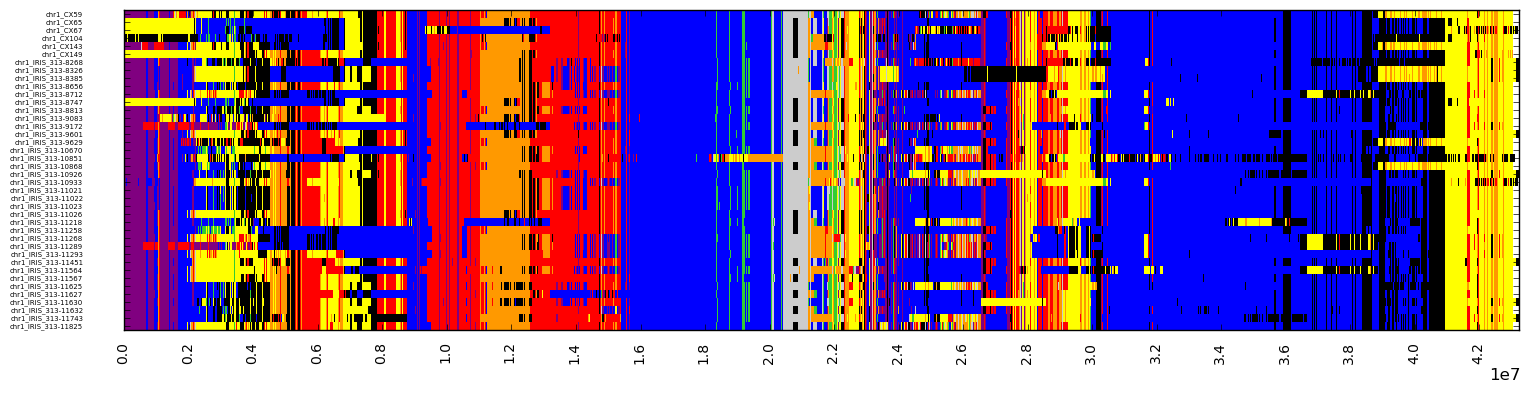 chr1_CX59
chr1_CX65
chr1_CX67
chr1_CX104
chr1_CX143
chr1_CX149
chr1_IRIS_313-8268
chr1_IRIS_313-8326
chr1_IRIS_313-8385
chr1_IRIS_313-8656
chr1_IRIS_313-8712
chr1_IRIS_313-8747
chr1_IRIS_313-8813
chr1_IRIS_313-9083
chr1_IRIS_313-9172
chr1_IRIS_313-9601
chr1_IRIS_313-9629
chr1_IRIS_313-10670
chr1_IRIS_313-10851
chr1_IRIS_313-10868
chr1_IRIS_313-10926
chr1_IRIS_313-10933
chr1_IRIS_313-11021
chr1_IRIS_313-11022
chr1_IRIS_313-11023
chr1_IRIS_313-11026
chr1_IRIS_313-11218
chr1_IRIS_313-11258
chr1_IRIS_313-11268
chr1_IRIS_313-11289
chr1_IRIS_313-11293
chr1_IRIS_313-11451
chr1_IRIS_313-11564
chr1_IRIS_313-11567
chr1_IRIS_313-11625
chr1_IRIS_313-11627
chr1_IRIS_313-11630
chr1_IRIS_313-11632
chr1_IRIS_313-11743
chr1_IRIS_313-11825
0.0 0.2 0.4 0.6 0.8 1.0 1.2 1.4 1.6 1.8 2.0 2.2 2.4 2.6 2.8 3.0 3.2 3.4 3.6 3.8 4.0 4.2
1e7